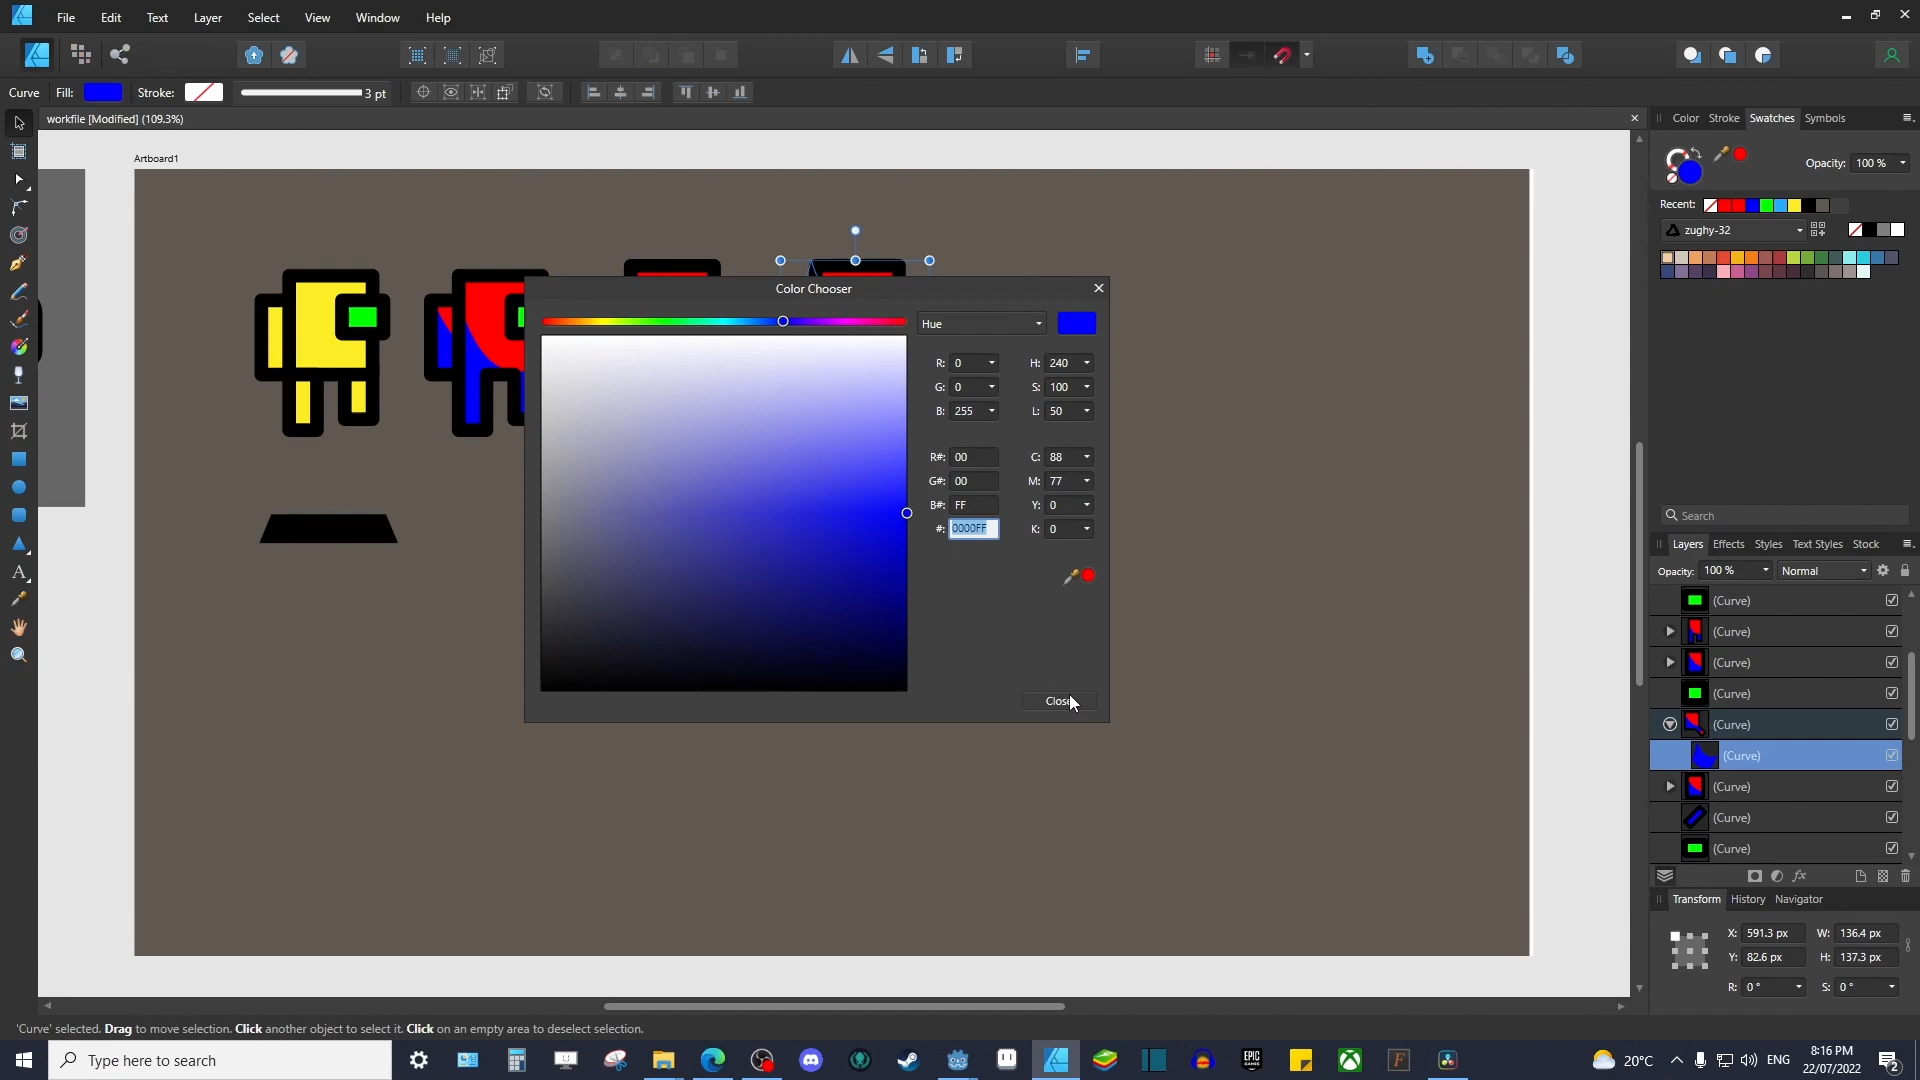 File Edit Text Layer Select View Window Help
Curve Fill: Stroke: 3 pt
workfile [Modified] (109.3%)
Artboard1
Color Chooser
Hue
R: 0 H: 240
G: 0 S: 100
B: 255 L: 50
R#: 00 C: 88
G#: 00 M: 77
B#: FF Y: 0
#: 0000FF K: 0
Close
Color Stroke Swatches Symbols
Opacity: 100 %
Recent:
zughy-32
Search
Layers Effects Styles Text Styles Stock
Opacity: 100 % Normal
(Curve)
(Curve)
(Curve)
(Curve)
(Curve)
(Curve)
(Curve)
(Curve)
(Curve)
fx
Transform History Navigator
X: 591.3 px W: 136.4 px
Y: 82.6 px H: 137.3 px
R: 0 ° S: 0 °
'Curve' selected. Drag to move selection. Click another object to select it. Click on an empty area to deselect selection.
Type here to search
EPIC GAMES
20°C
ENG
8:16 PM
22/07/2022
2